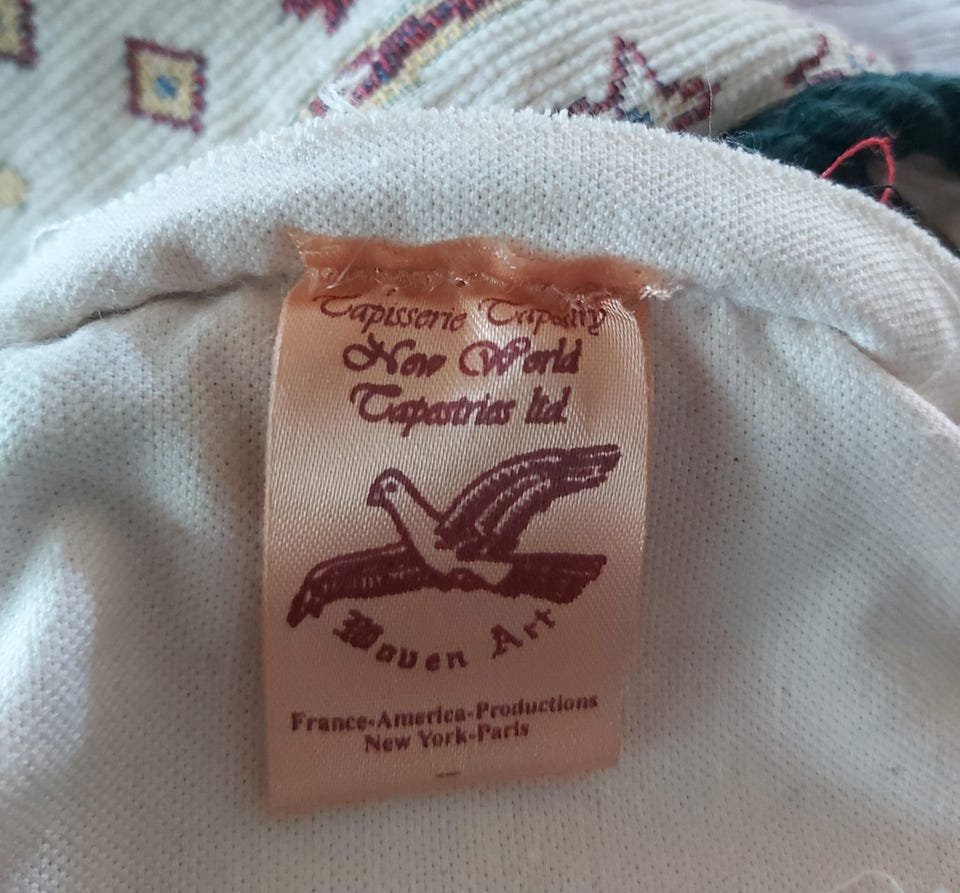 Tapisserie Tapestry
New World
Tapestries ltd
Woven Art
France-America-Productions
New York-Paris